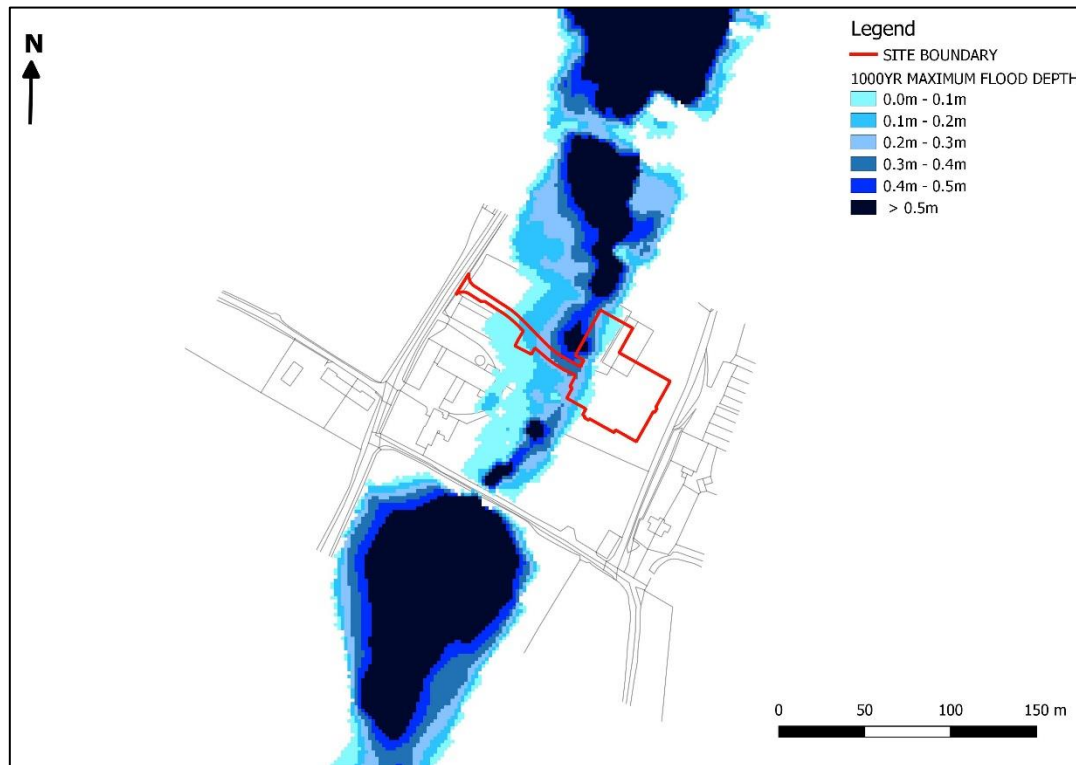 N
Legend
SITE BOUNDARY
1000YR MAXIMUM FLOOD DEPTH
0.0m - 0.1m
0.1m - 0.2m
0.2m - 0.3m
0.3m - 0.4m
0.4m - 0.5m
> 0.5m
0 50 100 150 m